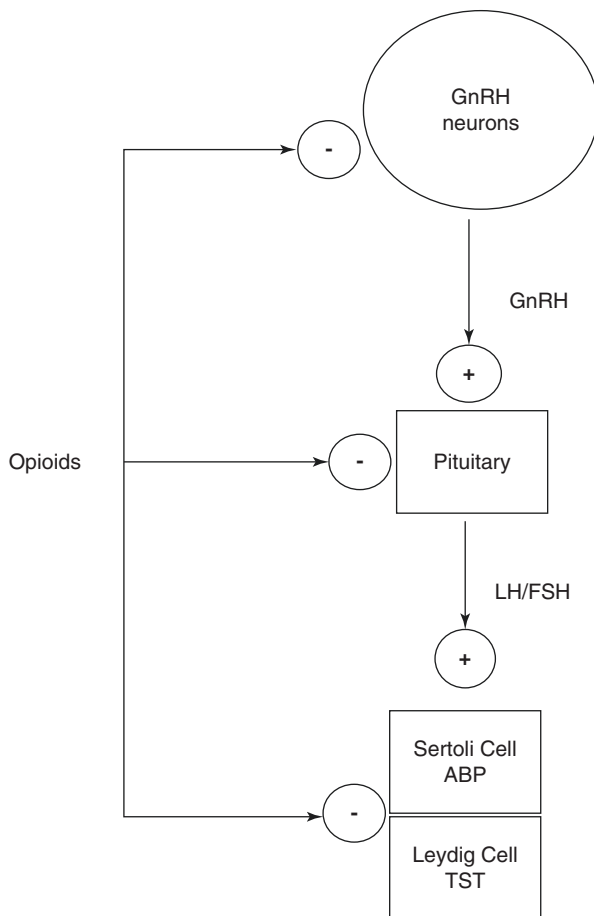 GnRH
neurons
-
GnRH
+
Opioids
-
Pituitary
LH/FSH
+
Sertoli Cell
ABP
-
Leydig Cell
TST